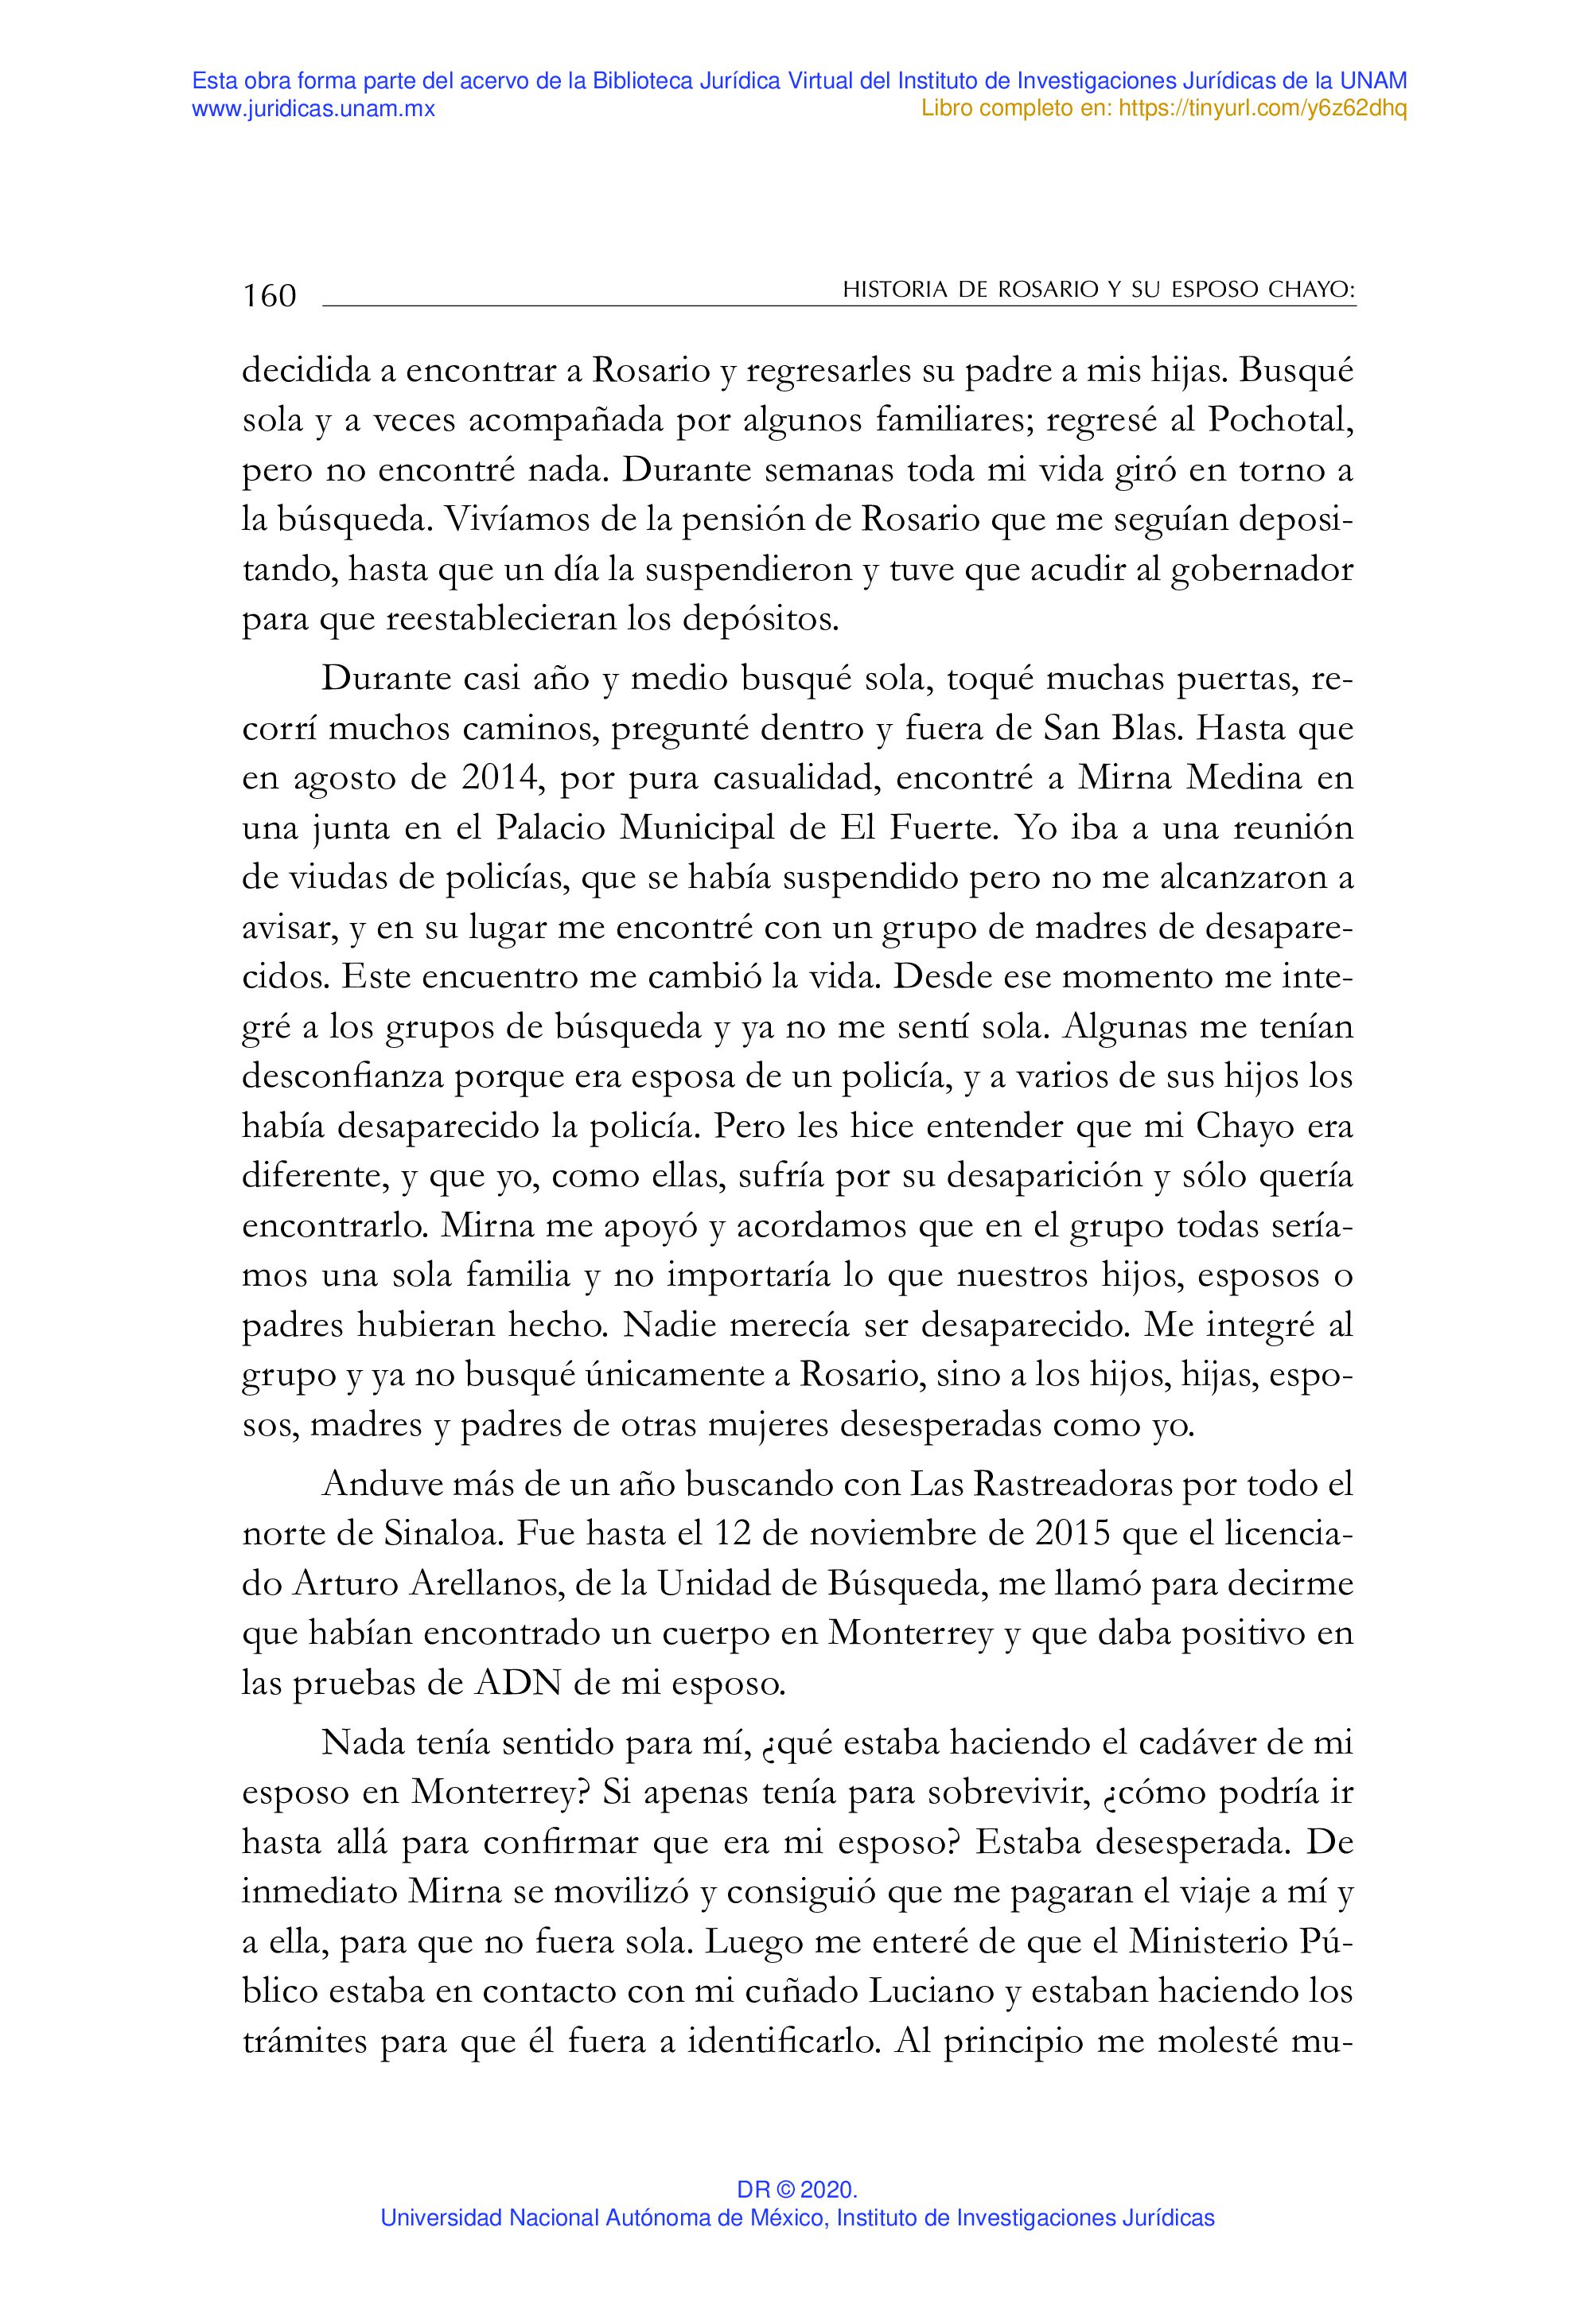 Esta obra forma parte del acervo de la Biblioteca Jurídica Virtual del Instituto de Investigaciones Jurídicas de la UNAM
www.juridicas.unam.mx Libro completo en: https://tinyurl.com/y6z62dhq
160 HISTORIA DE ROSARIO Y SU ESPOSO CHAYO:
decidida a encontrar a Rosario y regresarles su padre a mis hijas. Busqué
sola y a veces acompañada por algunos familiares; regresé al Pochotal,
pero no encontré nada. Durante semanas toda mi vida giró en torno a
la búsqueda. Vivíamos de la pensión de Rosario que me seguían deposi-
tando, hasta que un día la suspendieron y tuve que acudir al gobernador
para que reestablecieran los depósitos.
Durante casi año y medio busqué sola, toqué muchas puertas, re-
corrí muchos caminos, pregunté dentro y fuera de San Blas. Hasta que
en agosto de 2014, por pura casualidad, encontré a Mirna Medina en
una junta en el Palacio Municipal de El Fuerte. Yo iba a una reunión
de viudas de policías, que se había suspendido pero no me alcanzaron a
avisar, y en su lugar me encontré con un grupo de madres de desapare-
cidos. Este encuentro me cambió la vida. Desde ese momento me inte-
gré a los grupos de búsqueda y ya no me sentí sola. Algunas me tenían
desconfianza porque era esposa de un policía, y a varios de sus hijos los
había desaparecido la policía. Pero les hice entender que mi Chayo era
diferente, y que yo, como ellas, sufría por su desaparición y sólo quería
encontrarlo. Mirna me apoyó y acordamos que en el grupo todas sería-
mos una sola familia y no importaría lo que nuestros hijos, esposos o
padres hubieran hecho. Nadie merecía ser desaparecido. Me integré al
grupo y ya no busqué únicamente a Rosario, sino a los hijos, hijas, espo-
sos, madres y padres de otras mujeres desesperadas como yo.
Anduve más de un año buscando con Las Rastreadoras por todo el
norte de Sinaloa. Fue hasta el 12 de noviembre de 2015 que el licencia-
do Arturo Arellanos, de la Unidad de Búsqueda, me llamó para decirme
que habían encontrado un cuerpo en Monterrey y que daba positivo en
las pruebas de ADN de mi esposo.
Nada tenía sentido para mí, ¿qué estaba haciendo el cadáver de mi
esposo en Monterrey? Si apenas tenía para sobrevivir, ¿cómo podría ir
hasta allá para confirmar que era mi esposo? Estaba desesperada. De
inmediato Mirna se movilizó y consiguió que me pagaran el viaje a mí y
a ella, para que no fuera sola. Luego me enteré de que el Ministerio Pú-
blico estaba en contacto con mi cuñado Luciano y estaban haciendo los
trámites para que él fuera a identificarlo. Al principio me molesté mu-
DR © 2020.
Universidad Nacional Autónoma de México, Instituto de Investigaciones Jurídicas